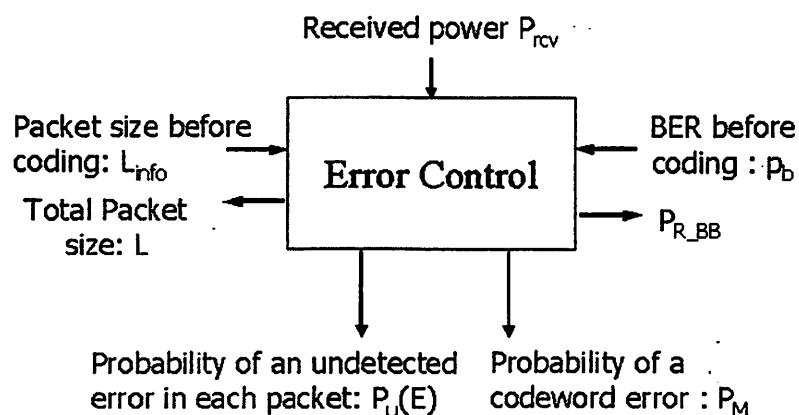 Received power P_rcv
Packet size before
coding: L_info
BER before
coding : p_b
Error Control
Total Packet
size: L
P_R_BB
Probability of an undetected
error in each packet: P_U(E)
Probability of a
codeword error : P_M